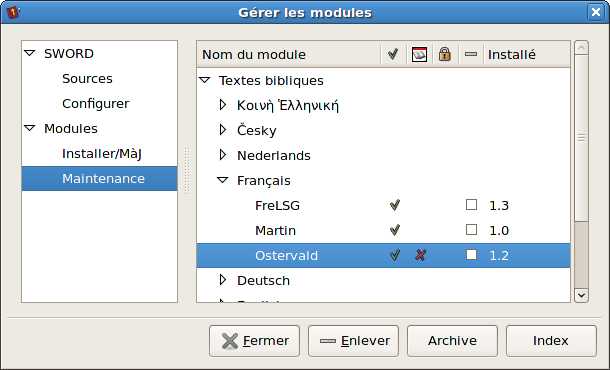 Gérer les modules
SWORD
Sources
Configurer
Modules
Installer/MàJ
Maintenance
Nom du module Installé
Textes bibliques
Κοινὴ Ἑλληνική
Česky
Nederlands
Français
FreLSG 1.3
Martin 1.0
Ostervald 1.2
Deutsch
Fermer Enlever Archive Index